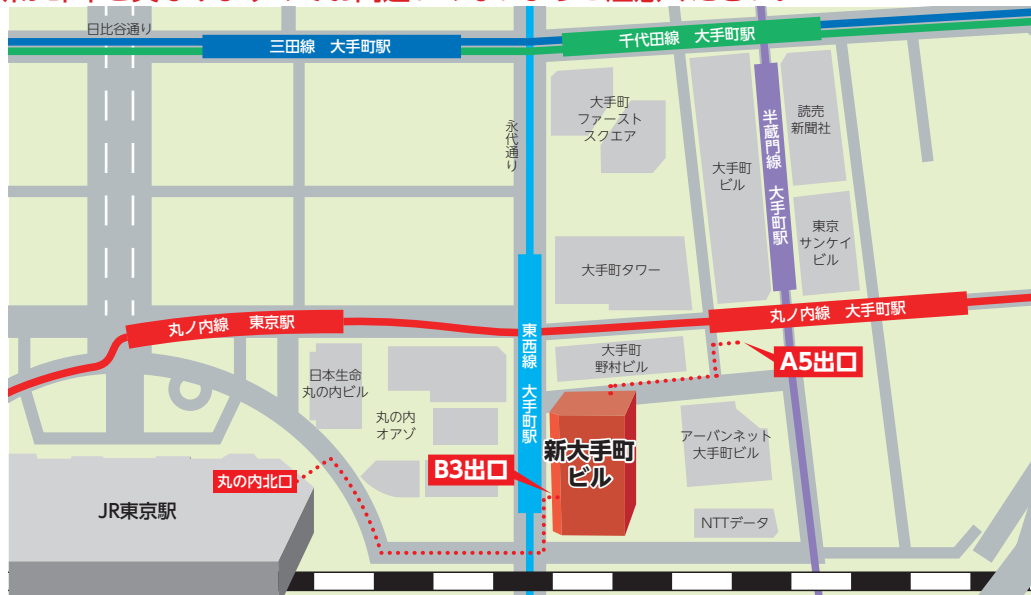 日比谷通り
三田線 大手町駅
千代田線 大手町駅
大手町
ファースト
スクエア
永代通り
半蔵門線 大手町駅
読売
新聞社
大手町
ビル
東京
サンケイ
ビル
大手町タワー
丸ノ内線 東京駅
丸ノ内線 大手町駅
東西線 大手町駅
大手町
野村ビル
A5出口
日本生命
丸の内ビル
丸の内
オアゾ
アーバンネット
大手町ビル
新大手町
ビル
B3出口
丸の内北口
JR東京駅
NTTデータ